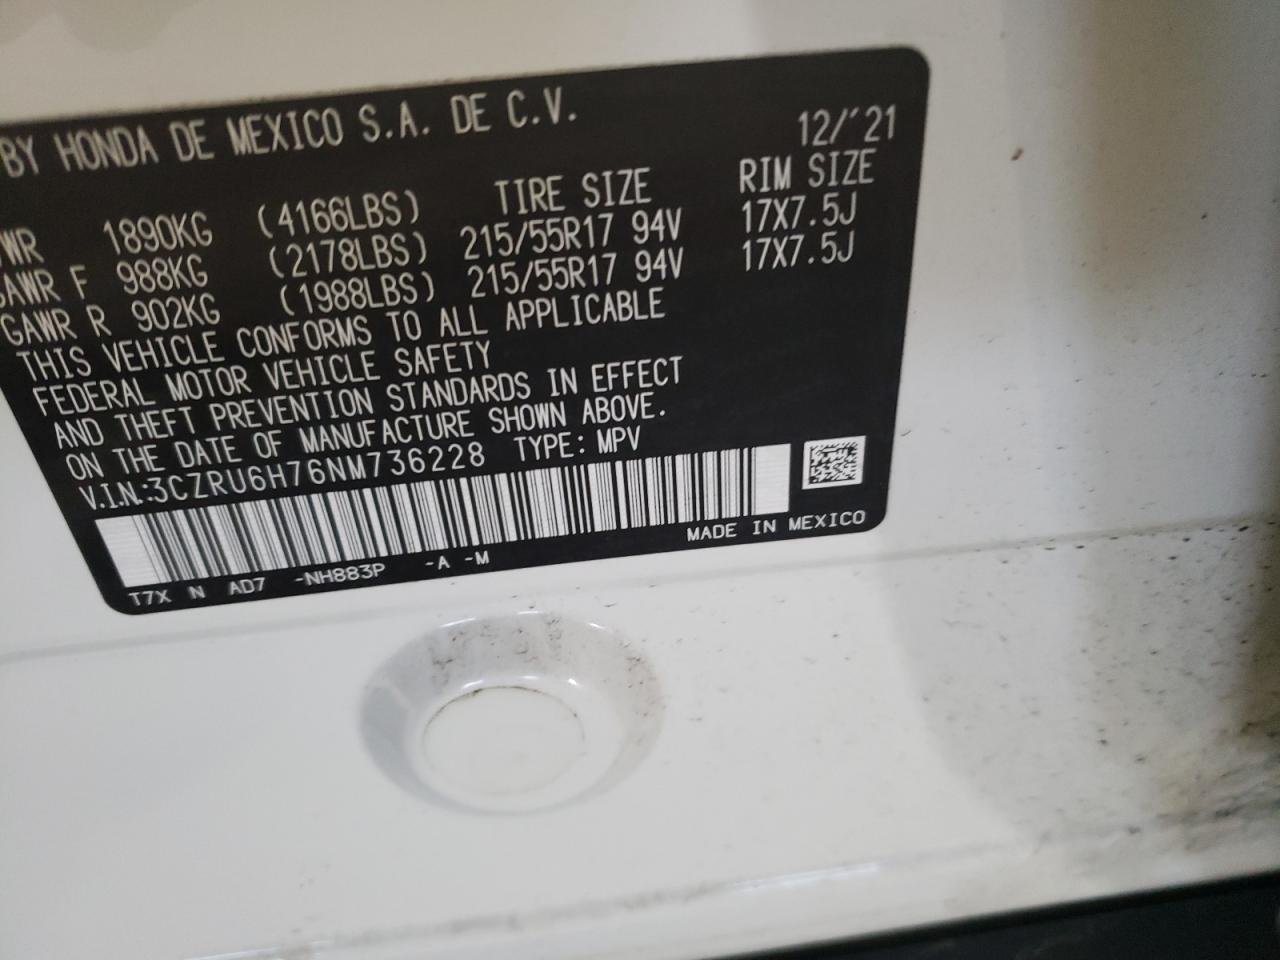 BY HONDA DE MEXICO S.A. DE C.V. 12/'21
WR 1890KG (4166LBS) TIRE SIZE RIM SIZE
GAWR F 988KG (2178LBS) 215/55R17 94V 17X7.5J
GAWR R 902KG (1988LBS) 215/55R17 94V 17X7.5J
THIS VEHICLE CONFORMS TO ALL APPLICABLE
FEDERAL MOTOR VEHICLE SAFETY
AND THEFT PREVENTION STANDARDS IN EFFECT
ON THE DATE OF MANUFACTURE SHOWN ABOVE.
V.I.N.:3CZRU6H76NM736228 TYPE: MPV
MADE IN MEXICO
T7X N AD7 -NH883P -A -M